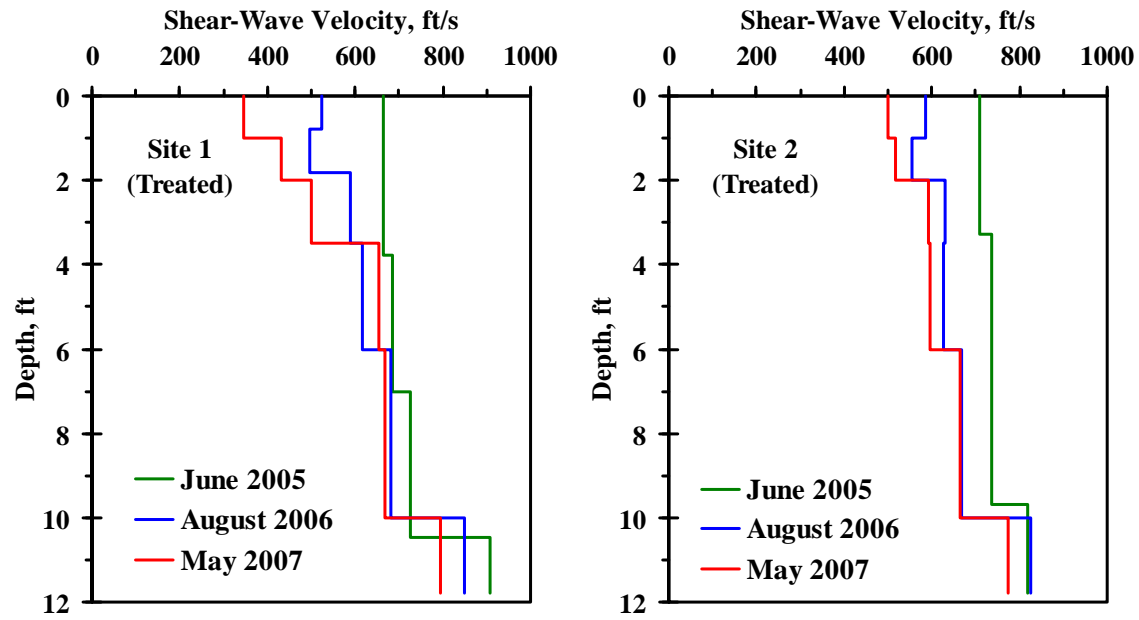 Shear-Wave Velocity, ft/s
0 200 400 600 800 1000
0
2
4
6
8
10
12
Depth, ft
Site 1
(Treated)
June 2005
August 2006
May 2007
Shear-Wave Velocity, ft/s
0 200 400 600 800 1000
0
2
4
6
8
10
12
Depth, ft
Site 2
(Treated)
June 2005
August 2006
May 2007